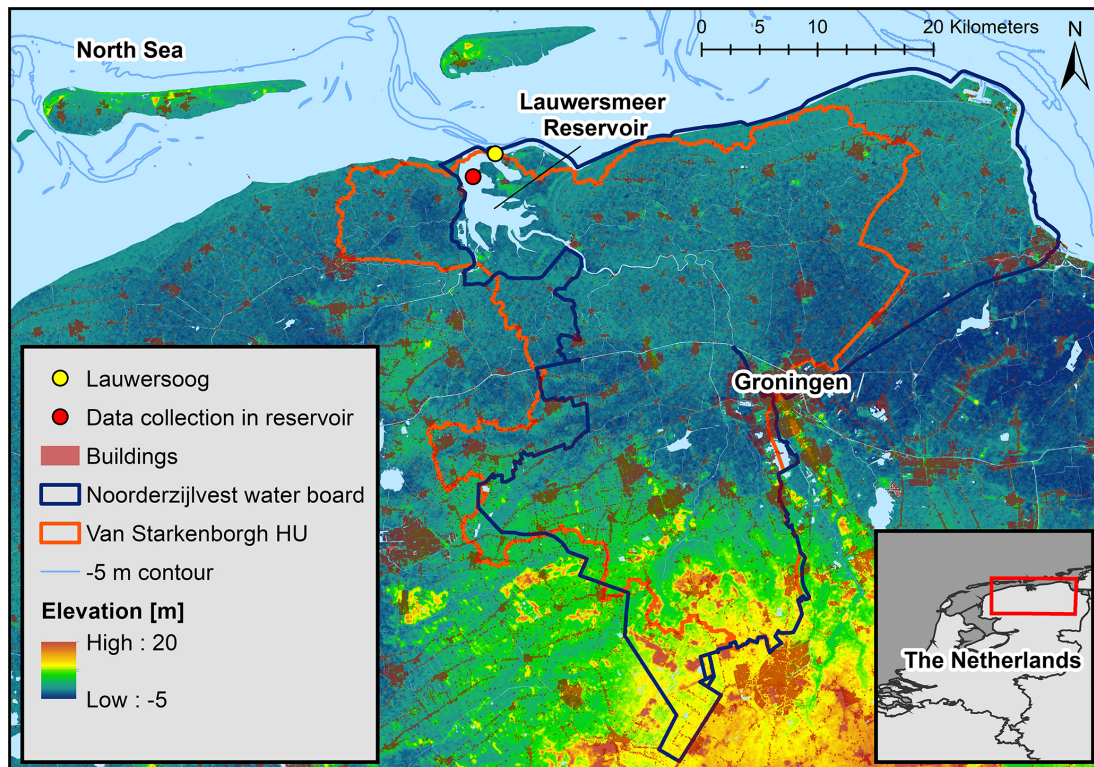 North Sea
0 5 10 20 Kilometers
N
Lauwersmeer
Reservoir
Groningen
Lauwersoog
Data collection in reservoir
Buildings
Noorderzijlvest water board
Van Starkenborgh HU
-5 m contour
Elevation [m]
High : 20
Low : -5
The Netherlands